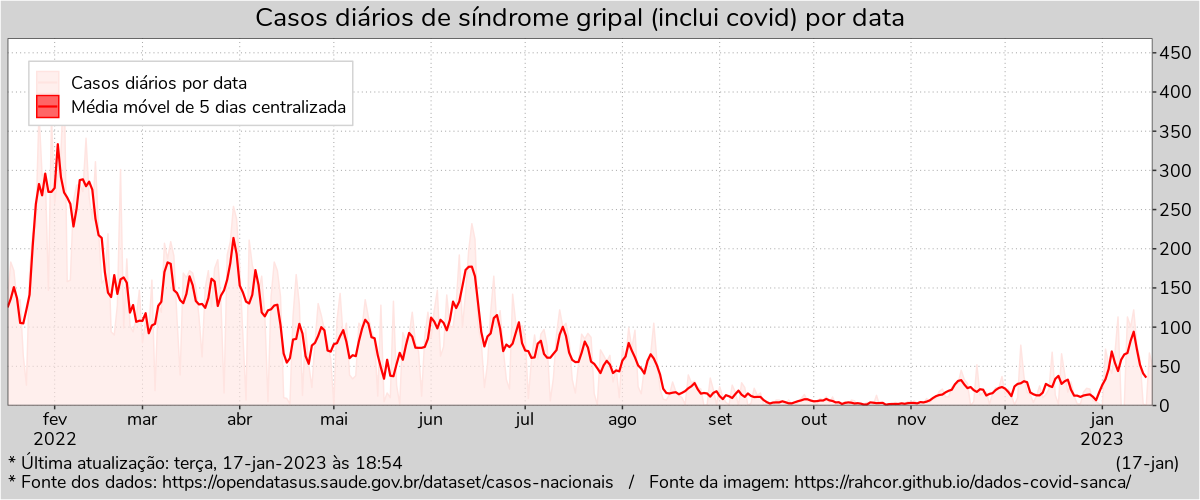 Casos diários de síndrome gripal (inclui covid) por data
Casos diários por data
Média móvel de 5 dias centralizada
450
400
350
300
250
200
150
100
50
0
fev mar abr mai jun jul ago set out nov dez jan
2022 2023
* Última atualização: terça, 17-jan-2023 às 18:54 (17-jan)
* Fonte dos dados: https://opendatasus.saude.gov.br/dataset/casos-nacionais / Fonte da imagem: https://rahcor.github.io/dados-covid-sanca/